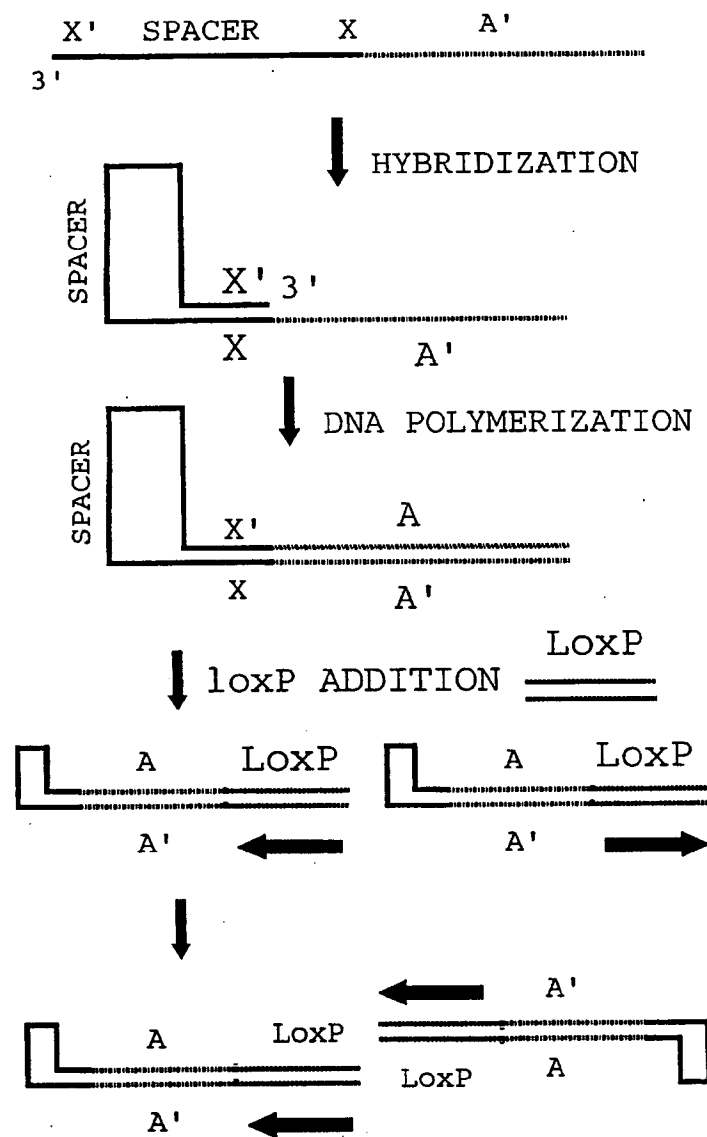 X' SPACER X A'
3'
HYBRIDIZATION
SPACER
X' 3'
X A'
DNA POLYMERIZATION
SPACER
X' A
X A'
LoxP
loxP ADDITION
A LoxP A LoxP
A' A'
A'
A LoxP
LoxP A
A'